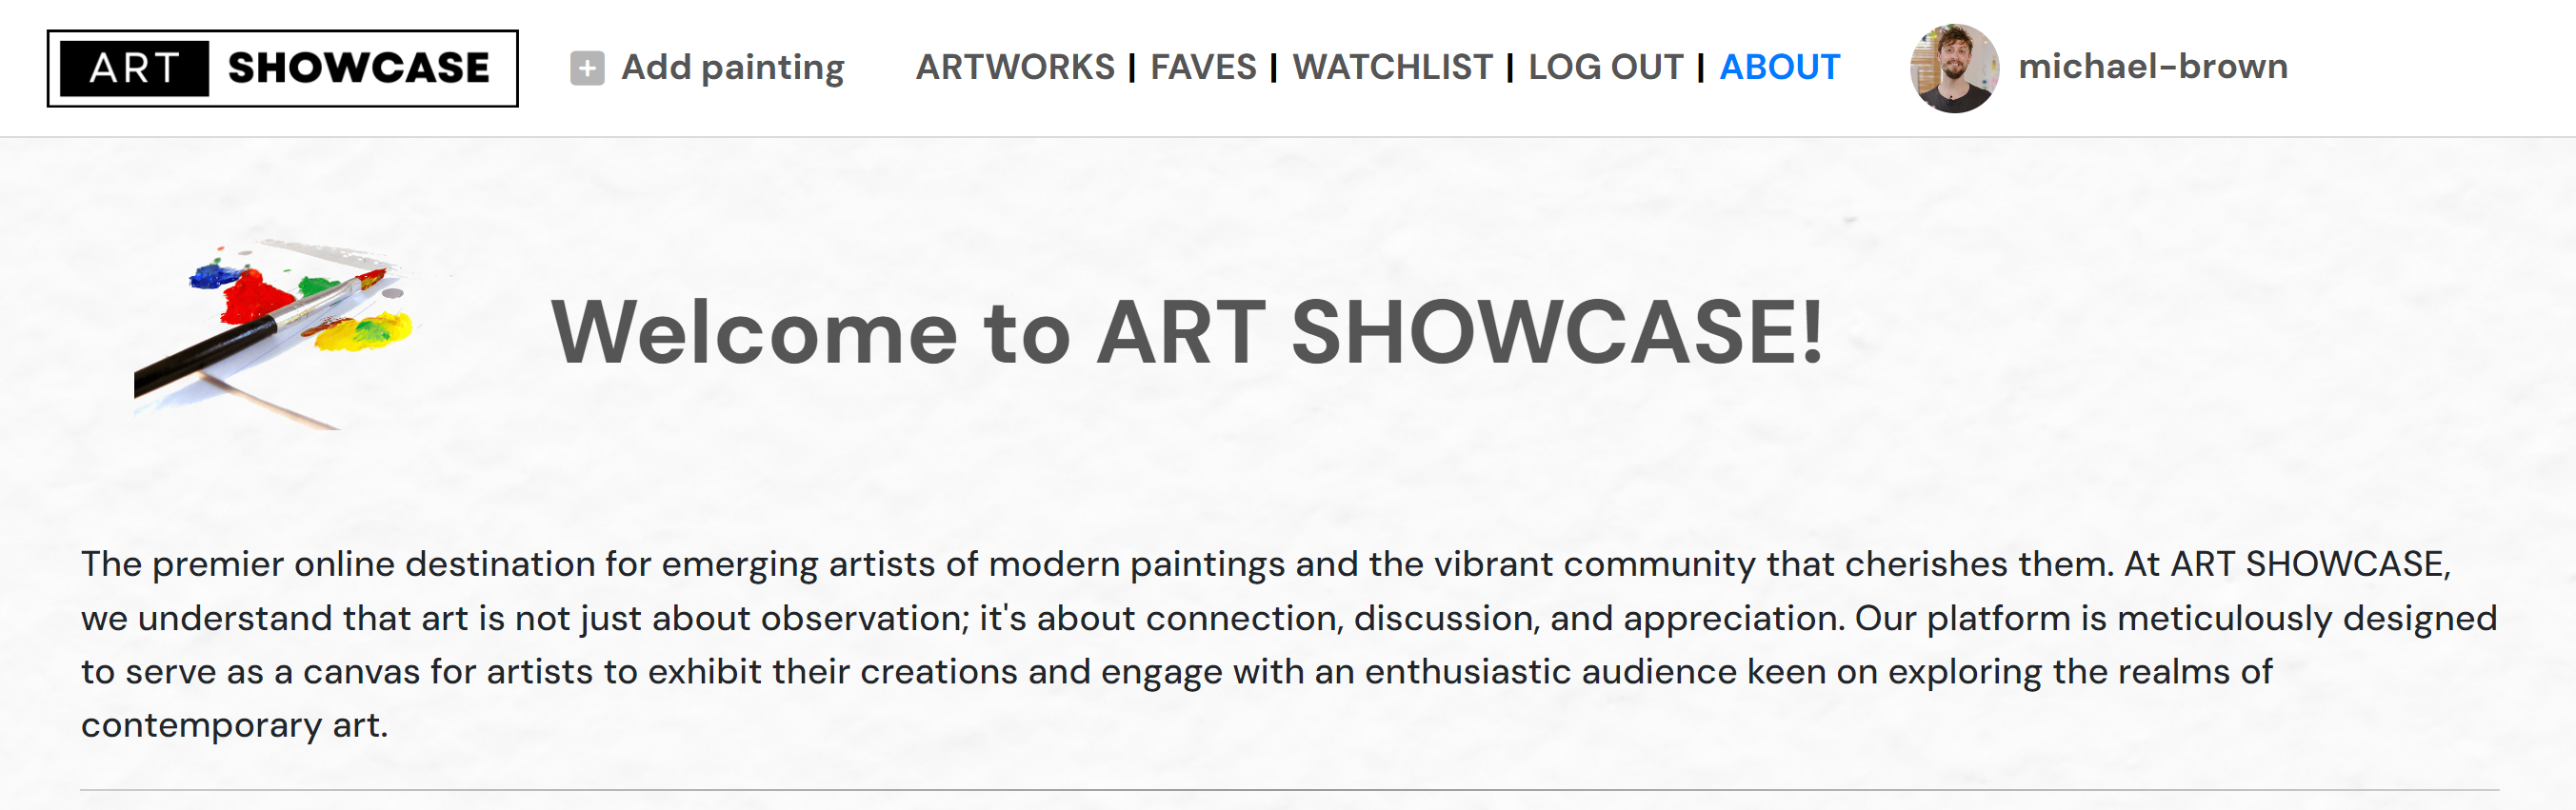 ART SHOWCASE Add painting ARTWORKS | FAVES | WATCHLIST | LOG OUT | ABOUT michael-brown
Welcome to ART SHOWCASE!
The premier online destination for emerging artists of modern paintings and the vibrant community that cherishes them. At ART SHOWCASE,
we understand that art is not just about observation; it's about connection, discussion, and appreciation. Our platform is meticulously designed
to serve as a canvas for artists to exhibit their creations and engage with an enthusiastic audience keen on exploring the realms of
contemporary art.